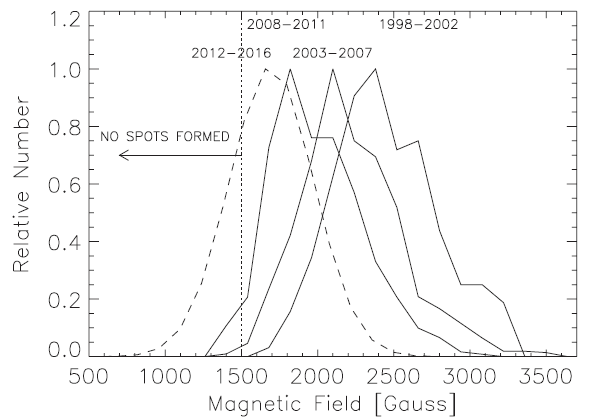 2008–2011 1998–2002
2012–2016 2003–2007
NO SPOTS FORMED
Relative Number
1.2
1.0
0.8
0.6
0.4
0.2
0.0
500 1000 1500 2000 2500 3000 3500
Magnetic Field [Gauss]